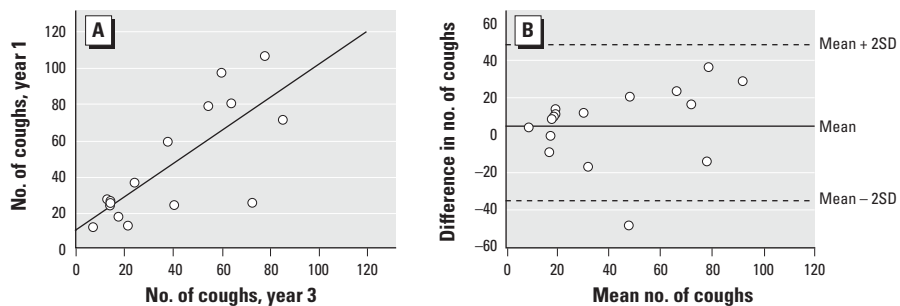 A
No. of coughs, year 1
120
100
80
60
40
20
0
0 20 40 60 80 100 120
No. of coughs, year 3
B
Difference in no. of coughs
60
40
20
0
–20
–40
–60
0 20 40 60 80 100 120
Mean no. of coughs
Mean + 2SD
Mean
Mean – 2SD